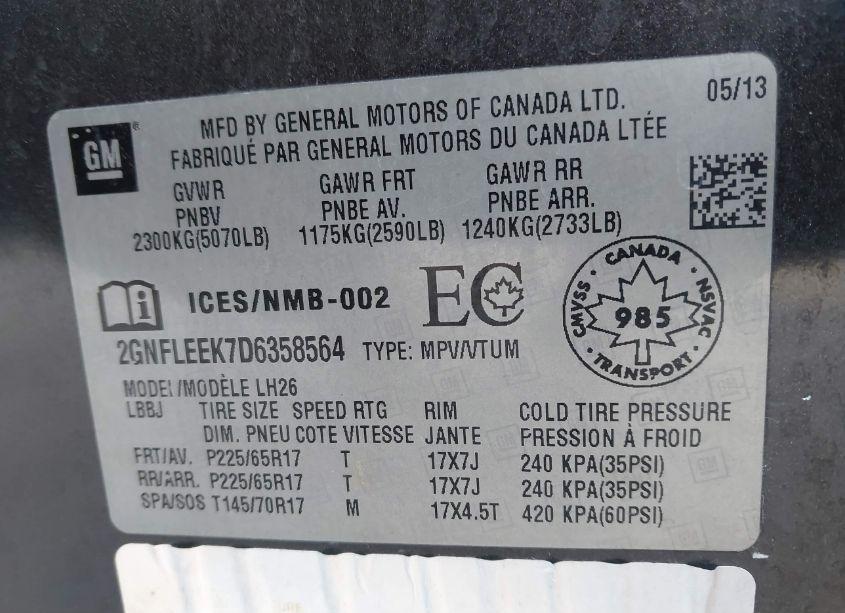 05/13
GM
MFD BY GENERAL MOTORS OF CANADA LTD.
FABRIQUÉ PAR GENERAL MOTORS DU CANADA LTÉE
GVWR GAWR FRT GAWR RR
PNBV PNBE AV. PNBE ARR.
2300KG(5070LB) 1175KG(2590LB) 1240KG(2733LB)
ICES/NMB-002 EC
CANADA
CMVSS 985 NSVAC
TRANSPORT
2GNFLEEK7D6358564 TYPE: MPV/VTUM
MODEL/MODÈLE LH26
LBBJ TIRE SIZE SPEED RTG RIM COLD TIRE PRESSURE
DIM. PNEU COTE VITESSE JANTE PRESSION À FROID
FRT/AV. P225/65R17 T 17X7J 240 KPA(35PSI)
RR/ARR. P225/65R17 T 17X7J 240 KPA(35PSI)
SPA/SOS T145/70R17 M 17X4.5T 420 KPA(60PSI)